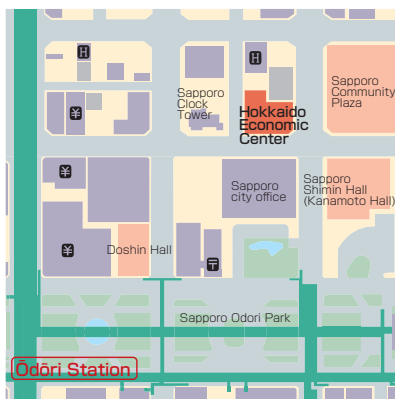 H
H
Sapporo
Clock
Tower
Sapporo
Community
Plaza
¥
Hokkaido
Economic
Center
¥
Sapporo
city office
Sapporo
Shimin Hall
(Kanamoto Hall)
Doshin Hall
¥
〒
Sapporo Odori Park
Ōdōri Station